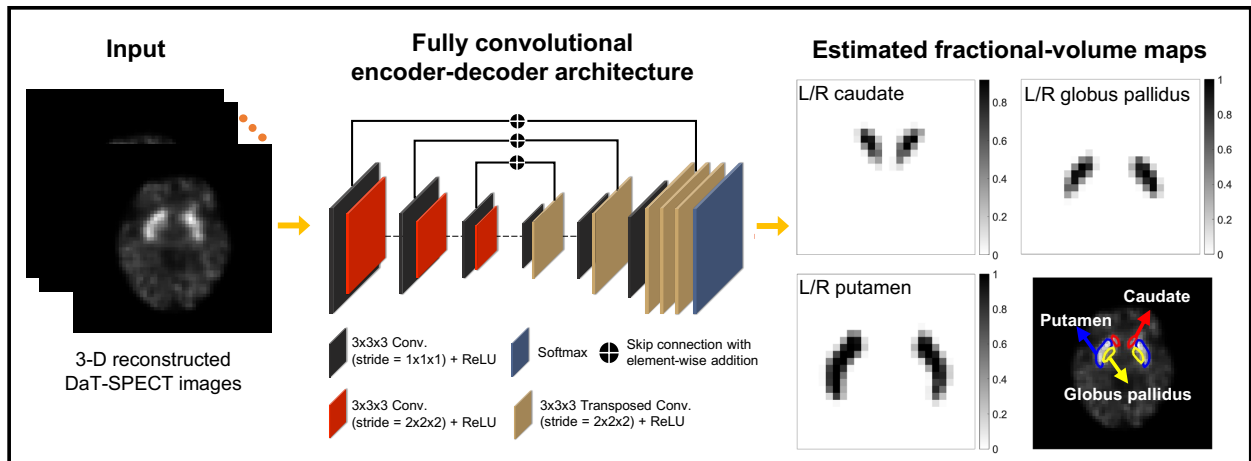 Input
3-D reconstructed
DaT-SPECT images
Fully convolutional
encoder-decoder architecture
3x3x3 Conv.
(stride = 1x1x1) + ReLU
Softmax
Skip connection with
element-wise addition
3x3x3 Conv.
(stride = 2x2x2) + ReLU
3x3x3 Transposed Conv.
(stride = 2x2x2) + ReLU
Estimated fractional-volume maps
L/R caudate
0.8
0.6
0.4
0.2
0
L/R globus pallidus
1
0.8
0.6
0.4
0.2
0
L/R putamen
1
0.8
0.6
0.4
0.2
0
Caudate
Putamen
Globus pallidus